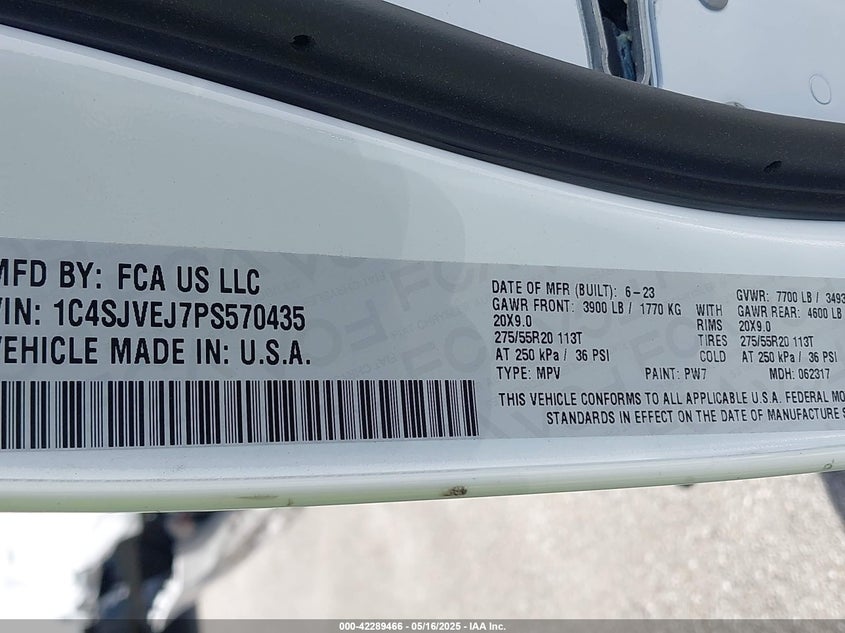 MFD BY: FCA US LLC
VIN: 1C4SJVEJ7PS570435
VEHICLE MADE IN: U.S.A.
DATE OF MFR (BUILT): 6-23 GVWR: 7700 LB / 3493
GAWR FRONT: 3900 LB / 1770 KG WITH GAWR REAR: 4600 LB
20X9.0 RIMS 20X9.0
275/55R20 113T TIRES 275/55R20 113T
AT 250 kPa / 36 PSI COLD AT 250 kPa / 36 PSI
TYPE: MPV PAINT: PW7 MDH: 062317
THIS VEHICLE CONFORMS TO ALL APPLICABLE U.S.A. FEDERAL MO
STANDARDS IN EFFECT ON THE DATE OF MANUFACTURE S
000-42289466 - 05/16/2025 - IAA Inc.